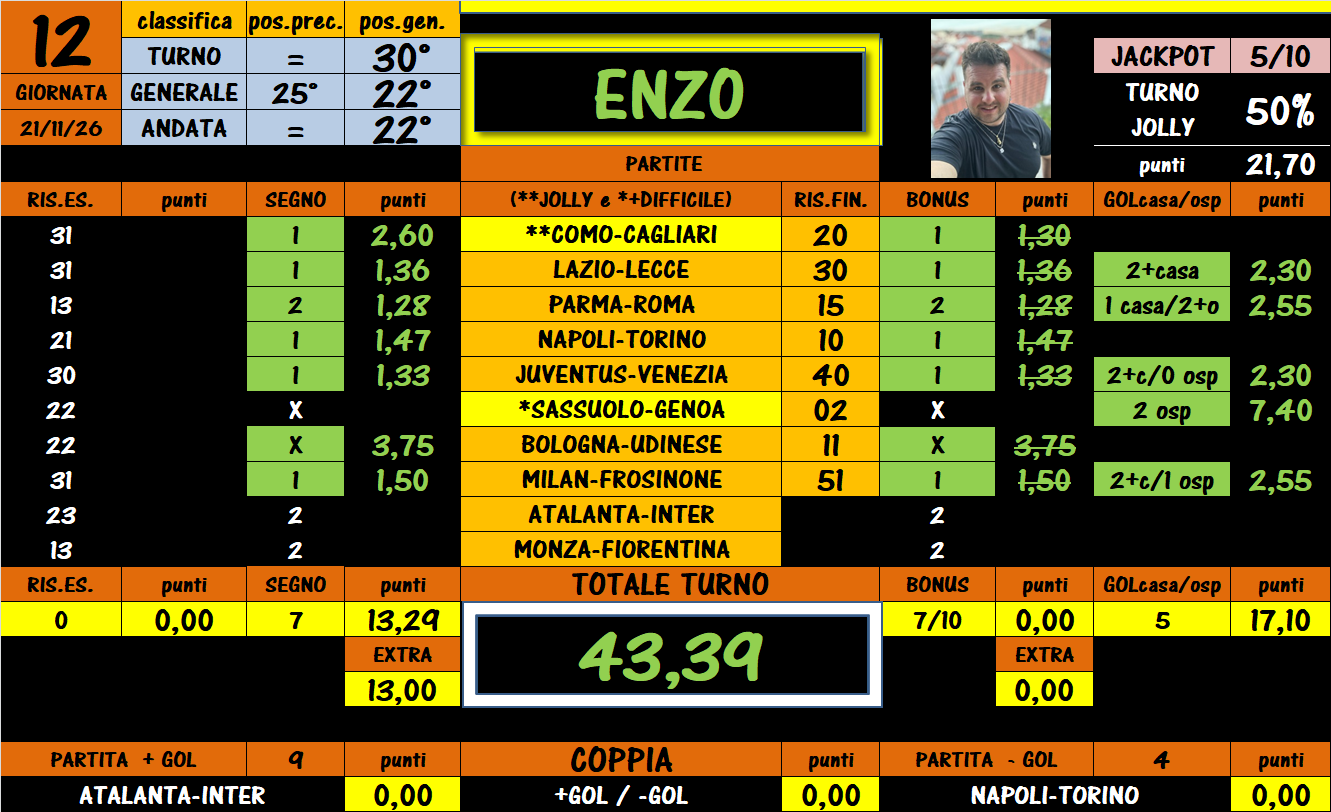 12 classifica pos.prec. pos.gen.
TURNO = 30°
GIORNATA GENERALE 25° 22°
21/11/26 ANDATA = 22°
ENZO
JACKPOT 5/10
TURNO JOLLY 50%
punti 21,70
PARTITE
RIS.ES. punti SEGNO punti (**JOLLY e *+DIFFICILE) RIS.FIN. BONUS punti GOLcasa/osp punti
31 1 2,60 **COMO-CAGLIARI 20 1 1,30
31 1 1,36 LAZIO-LECCE 30 1 1,36 2+casa 2,30
13 2 1,28 PARMA-ROMA 15 2 1,28 1 casa/2+o 2,55
21 1 1,47 NAPOLI-TORINO 10 1 1,47
30 1 1,33 JUVENTUS-VENEZIA 40 1 1,33 2+c/0 osp 2,30
22 X *SASSUOLO-GENOA 02 X 2 osp 7,40
22 X 3,75 BOLOGNA-UDINESE 11 X 3,75
31 1 1,50 MILAN-FROSINONE 51 1 1,50 2+c/1 osp 2,55
23 2 ATALANTA-INTER 2
13 2 MONZA-FIORENTINA 2
RIS.ES. punti SEGNO punti TOTALE TURNO BONUS punti GOLcasa/osp punti
0 0,00 7 13,29 43,39 7/10 0,00 5 17,10
EXTRA EXTRA
13,00 0,00
PARTITA + GOL 9 punti COPPIA punti PARTITA - GOL 4 punti
ATALANTA-INTER 0,00 +GOL / -GOL 0,00 NAPOLI-TORINO 0,00